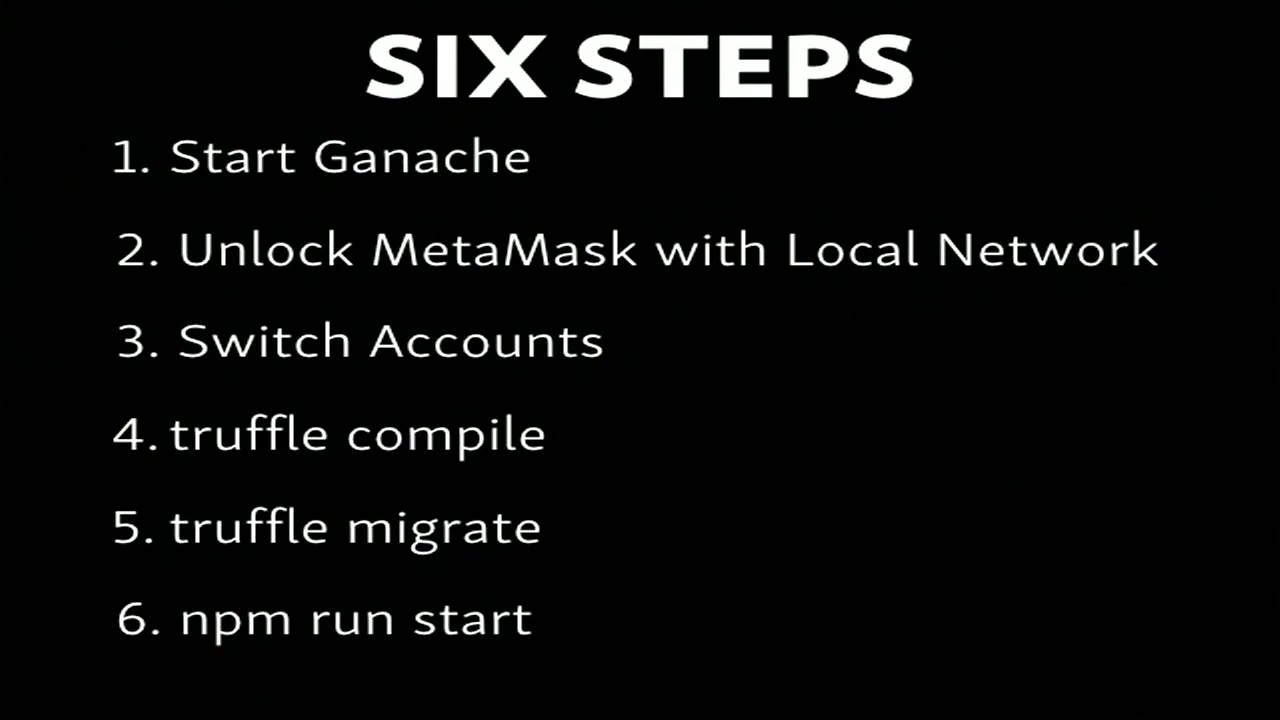 SIX STEPS
1. Start Ganache
2. Unlock MetaMask with Local Network
3. Switch Accounts
4. truffle compile
5. truffle migrate
6. npm run start